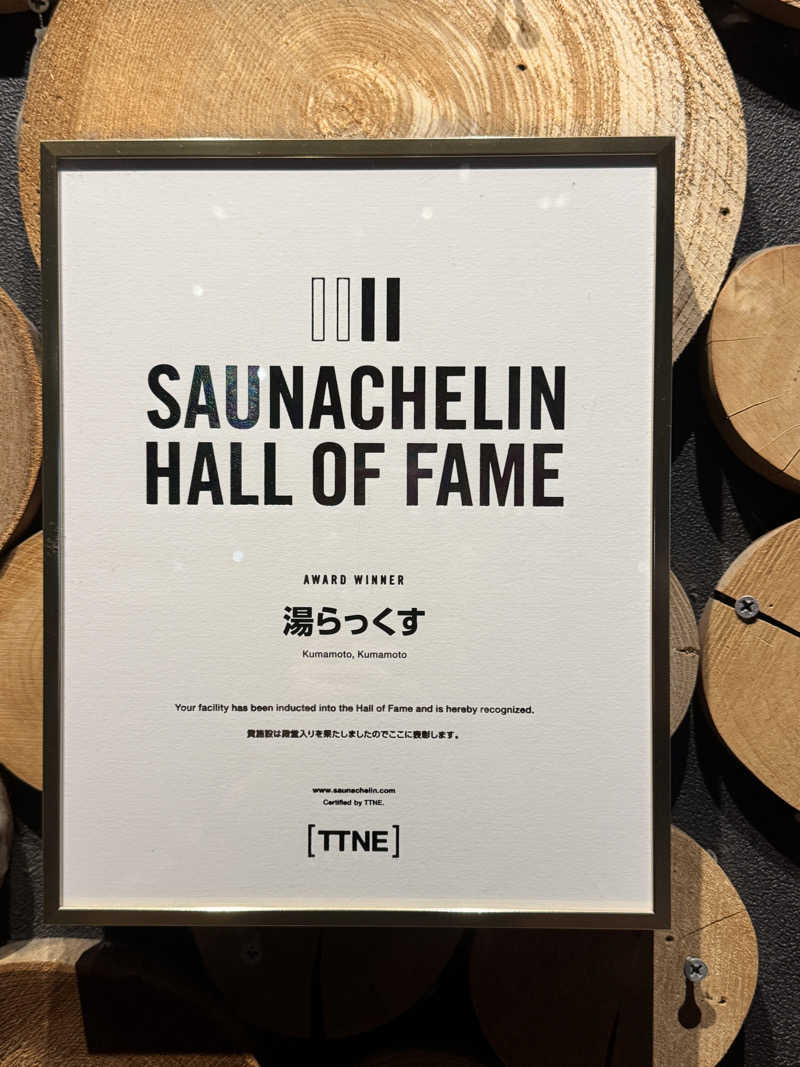 SAUNACHELIN
HALL OF FAME
AWARD WINNER
湯らっくす
Kumamoto, Kumamoto
Your facility has been inducted into the Hall of Fame and is hereby recognized.
貴施設は殿堂入りを果たしましたのでここに表彰します。
www.saunachelin.com
Certified by TTNE.
[TTNE]